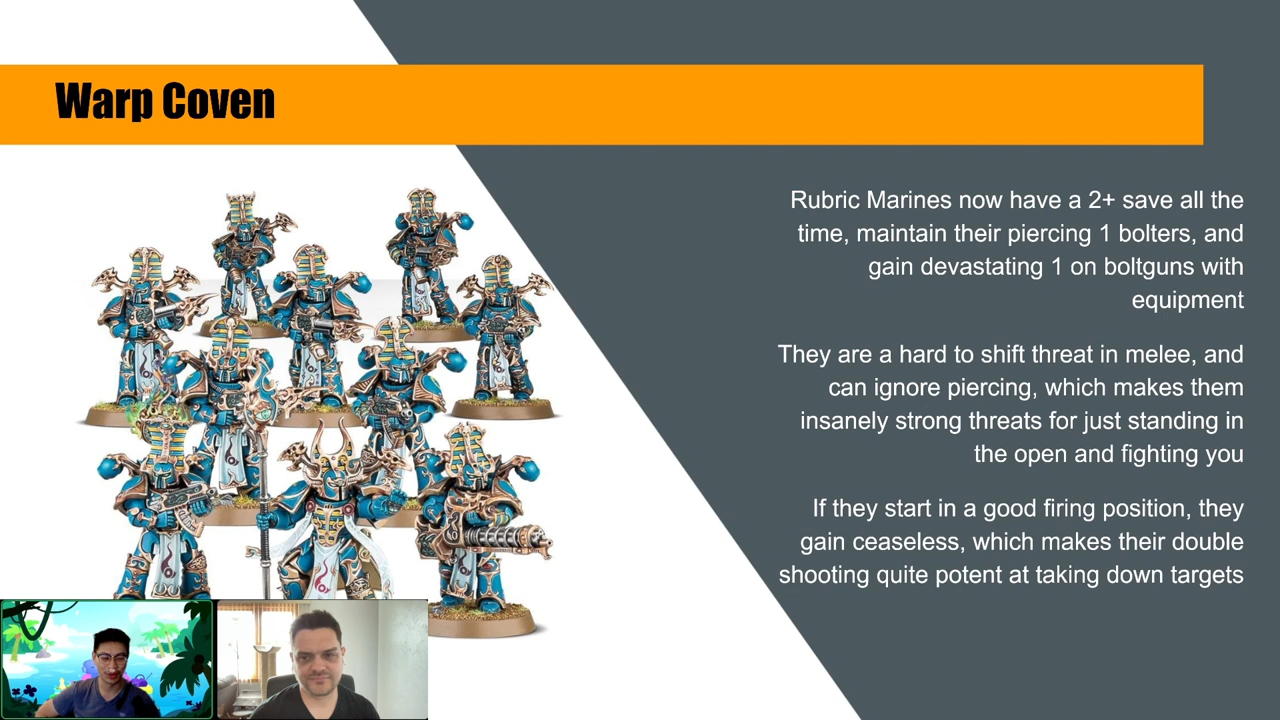 Warp Coven
Rubric Marines now have a 2+ save all the
time, maintain their piercing 1 bolters, and
gain devastating 1 on boltguns with
equipment
They are a hard to shift threat in melee, and
can ignore piercing, which makes them
insanely strong threats for just standing in
the open and fighting you
If they start in a good firing position, they
gain ceaseless, which makes their double
shooting quite potent at taking down targets